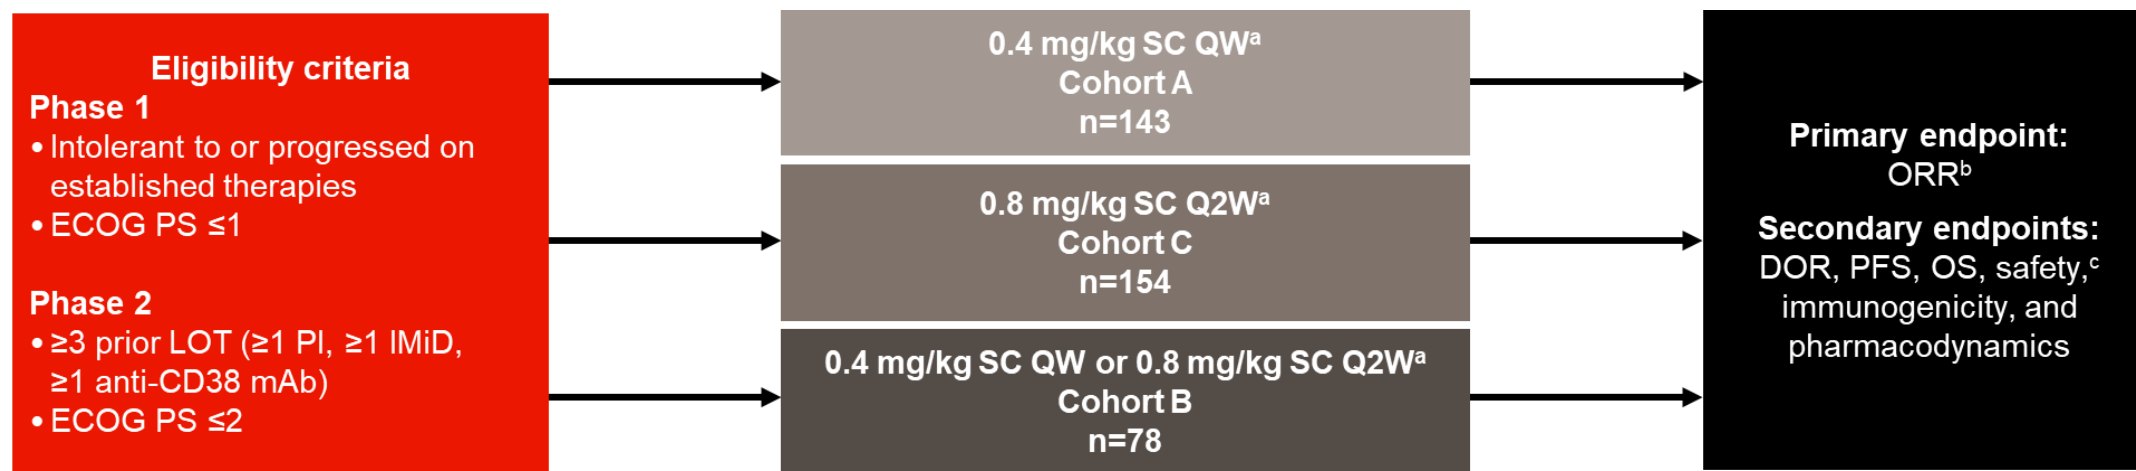 Eligibility criteria
Phase 1
• Intolerant to or progressed on
established therapies
• ECOG PS ≤1
Phase 2
• ≥3 prior LOT (≥1 PI, ≥1 IMiD,
≥1 anti-CD38 mAb)
• ECOG PS ≤2
0.4 mg/kg SC QWᵃ
Cohort A
n=143
0.8 mg/kg SC Q2Wᵃ
Cohort C
n=154
0.4 mg/kg SC QW or 0.8 mg/kg SC Q2Wᵃ
Cohort B
n=78
Primary endpoint:
ORRᵇ
Secondary endpoints:
DOR, PFS, OS, safety,ᶜ
immunogenicity, and
pharmacodynamics